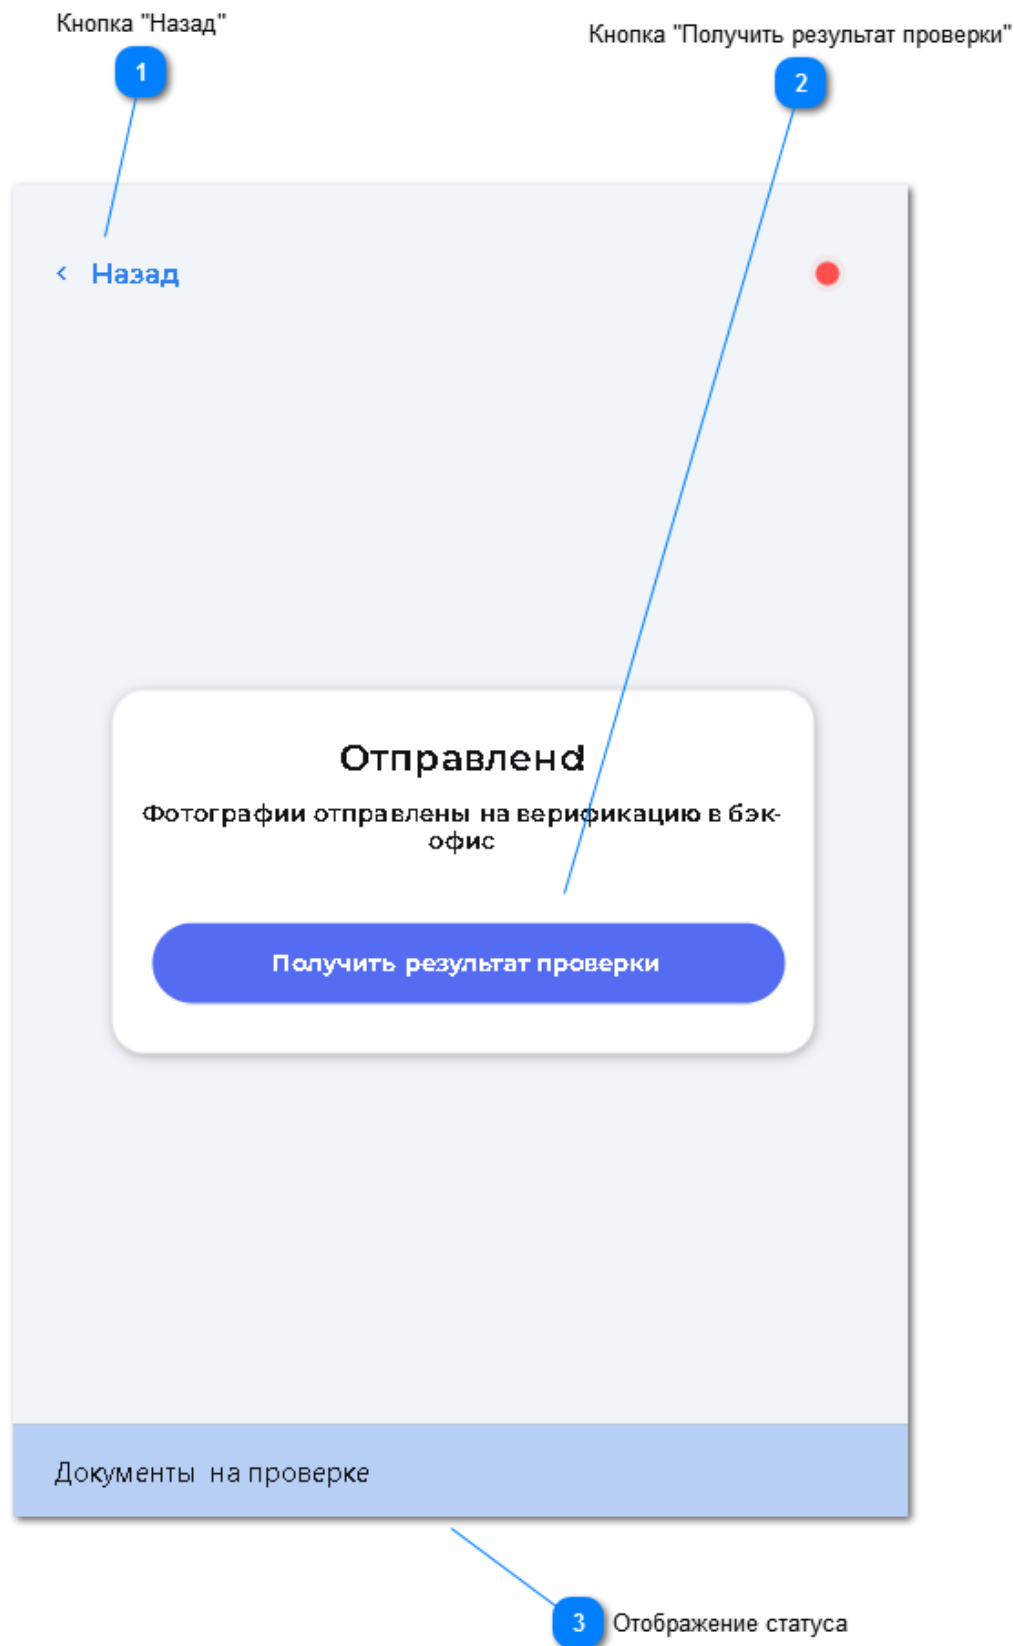 Кнопка "Назад"
Кнопка "Получить результат проверки"
1
2
Назад
Отправлено!
Фотографии отправлены на верификацию в бэк-
офис
Получить результат проверки
Документы на проверке
3 Отображение статуса